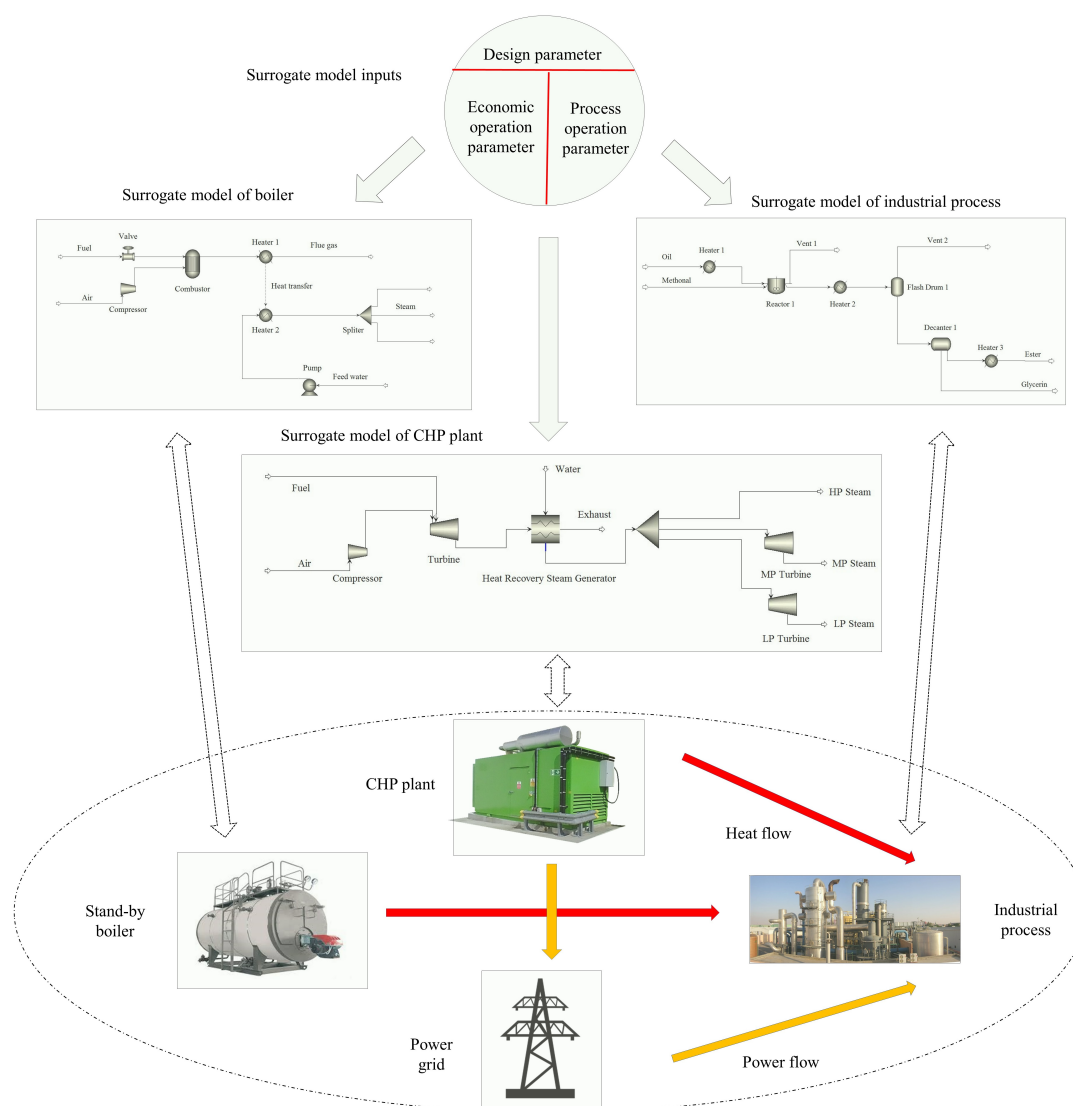 Design parameter
Surrogate model inputs
Economic
operation
parameter
Process
operation
parameter
Surrogate model of boiler
Surrogate model of industrial process
Valve
Fuel
Heater 1
Flue gas
Combustor
Heat transfer
Air
Compressor
Steam
Heater 2
Spliter
Pump
Feed water
Vent 1
Vent 2
Oil
Heater 1
Methonal
Reactor 1
Heater 2
Flash Drum 1
Decanter 1
Heater 3
Ester
Glycerin
Surrogate model of CHP plant
Water
Fuel
HP Steam
Exhaust
Turbine
Air
Compressor
Heat Recovery Steam Generator
MP Turbine
MP Steam
LP Steam
LP Turbine
CHP plant
Heat flow
Stand-by
boiler
Industrial
process
Power
grid
Power flow